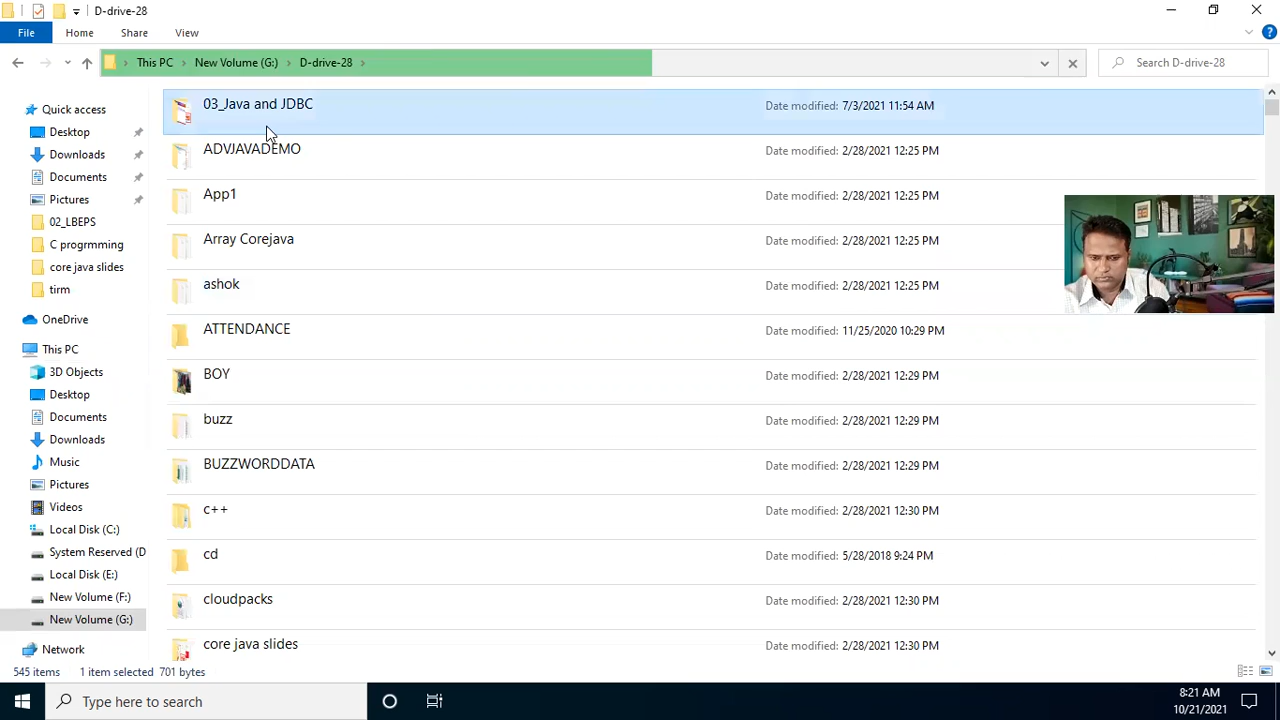 D-drive-28
File Home Share View
This PC New Volume (G:) D-drive-28 Search D-drive-28
Quick access
Desktop
Downloads
Documents
Pictures
02_LBEPS
C progrmming
core java slides
tirm
OneDrive
This PC
3D Objects
Desktop
Documents
Downloads
Music
Pictures
Videos
Local Disk (C:)
System Reserved (D
Local Disk (E:)
New Volume (F:)
New Volume (G:)
Network
03_Java and JDBC Date modified: 7/3/2021 11:54 AM
ADVJAVADEMO Date modified: 2/28/2021 12:25 PM
App1 Date modified: 2/28/2021 12:25 PM
Array Corejava Date modified: 2/28/2021 12:25 PM
ashok Date modified: 2/28/2021 12:25 PM
ATTENDANCE Date modified: 11/25/2020 10:29 PM
BOY Date modified: 2/28/2021 12:29 PM
buzz Date modified: 2/28/2021 12:29 PM
BUZZWORDDATA Date modified: 2/28/2021 12:29 PM
c++ Date modified: 2/28/2021 12:30 PM
cd Date modified: 5/28/2018 9:24 PM
cloudpacks Date modified: 2/28/2021 12:30 PM
core java slides Date modified: 2/28/2021 12:30 PM
545 items 1 item selected 701 bytes
Type here to search
8:21 AM
10/21/2021